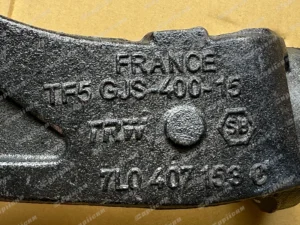 FRANCE
TF5 GJS-400-15
TRW SB
7L0 407 153 C